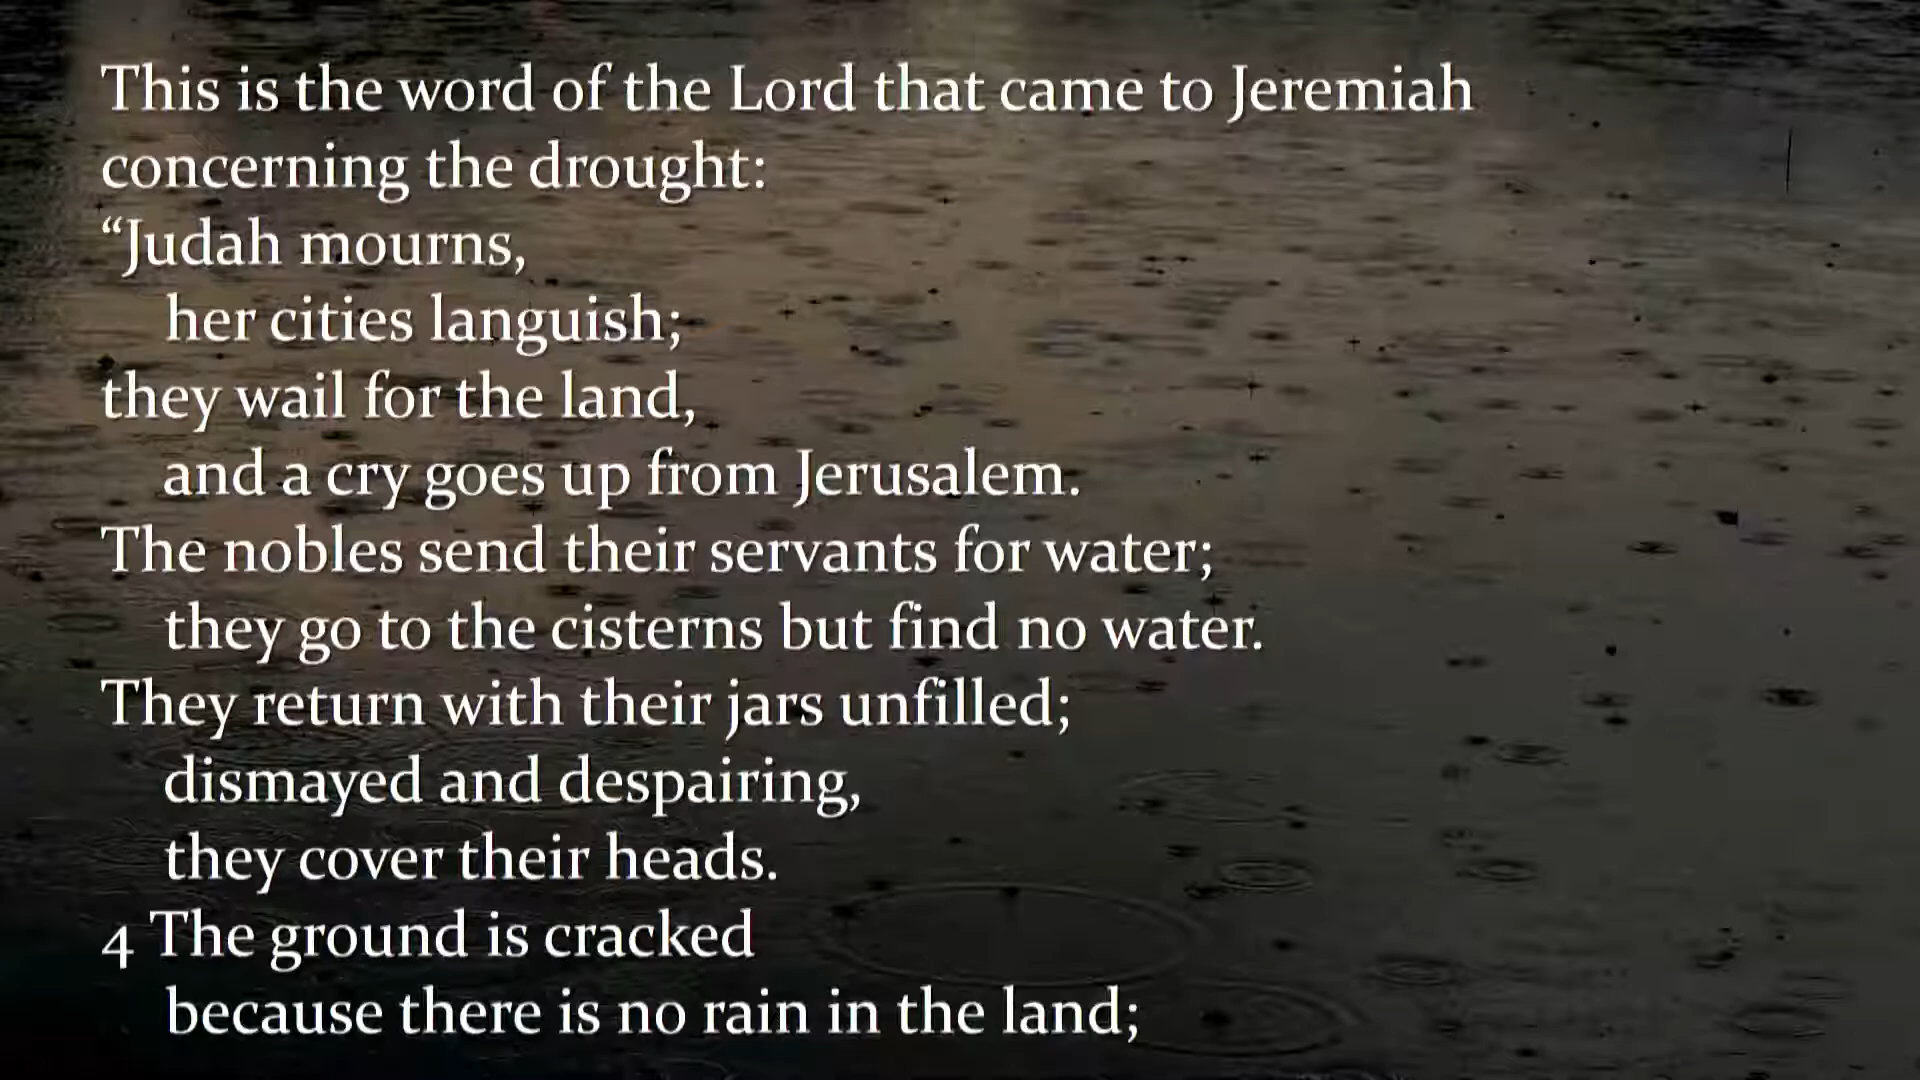 This is the word of the Lord that came to Jeremiah
concerning the drought:
“Judah mourns,
her cities languish;
they wail for the land,
and a cry goes up from Jerusalem.
The nobles send their servants for water;
they go to the cisterns but find no water.
They return with their jars unfilled;
dismayed and despairing,
they cover their heads.
4 The ground is cracked
because there is no rain in the land;